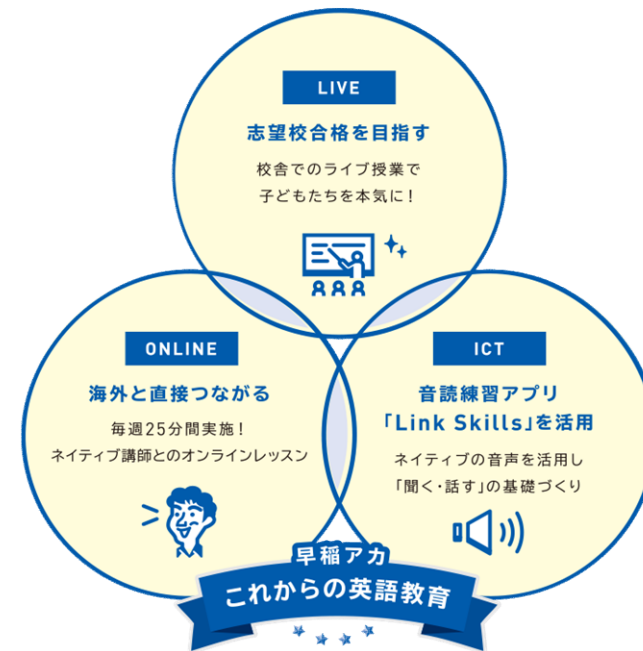 LIVE
志望校合格を目指す
校舎でのライブ授業で
子どもたちを本気に!
ONLINE
海外と直接つながる
毎週25分間実施!
ネイティブ講師とのオンラインレッスン
ICT
音読練習アプリ
「Link Skills」を活用
ネイティブの音声を活用し
「聞く・話す」の基礎づくり
早稲アカ
これからの英語教育